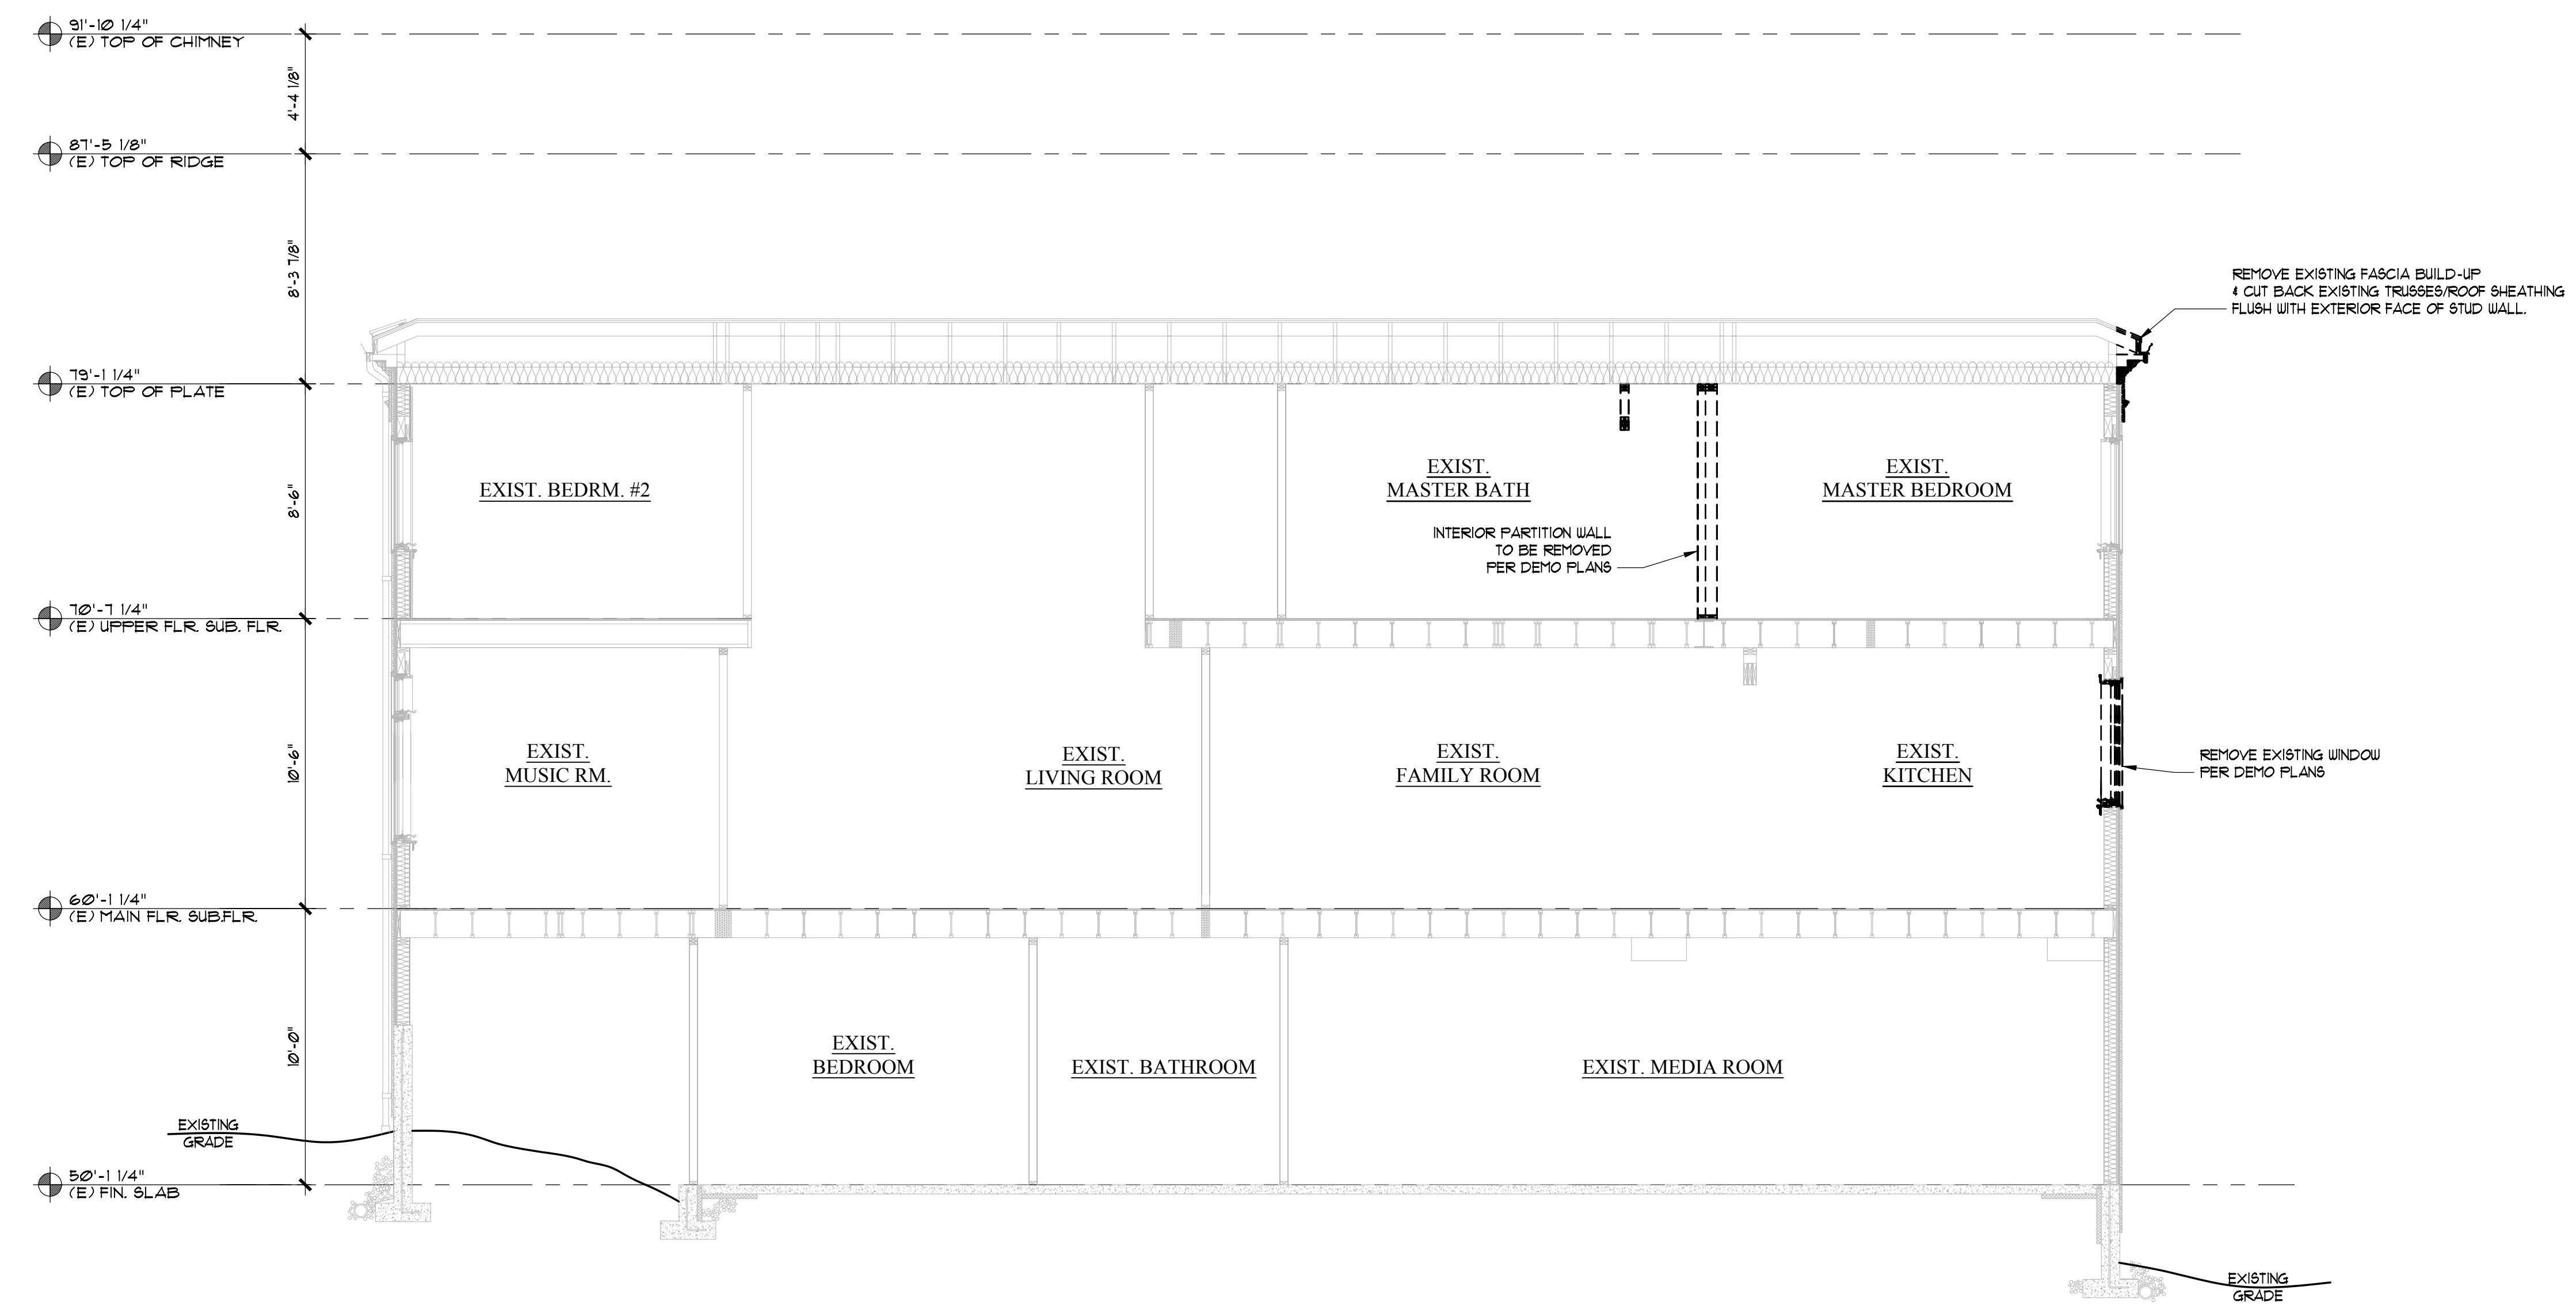 91'-10 1/4"
(E) TOP OF CHIMNEY
4'-4 1/8"
87'-5 1/8"
(E) TOP OF RIDGE
8'-3 7/8"
REMOVE EXISTING FASCIA BUILD-UP
& CUT BACK EXISTING TRUSSES/ROOF SHEATHING
FLUSH WITH EXTERIOR FACE OF STUD WALL.
79'-1 1/4"
(E) TOP OF PLATE
8'-6"
EXIST. BEDRM. #2
EXIST.
MASTER BATH
EXIST.
MASTER BEDROOM
INTERIOR PARTITION WALL
TO BE REMOVED
PER DEMO PLANS
70'-7 1/4"
(E) UPPER FLR. SUB. FLR.
10'-6"
EXIST.
MUSIC RM.
EXIST.
LIVING ROOM
EXIST.
FAMILY ROOM
EXIST.
KITCHEN
REMOVE EXISTING WINDOW
PER DEMO PLANS
60'-1 1/4"
(E) MAIN FLR. SUB.FLR.
10'-0"
EXIST.
BEDROOM
EXIST. BATHROOM
EXIST. MEDIA ROOM
EXISTING
GRADE
50'-1 1/4"
(E) FIN. SLAB
EXISTING
GRADE